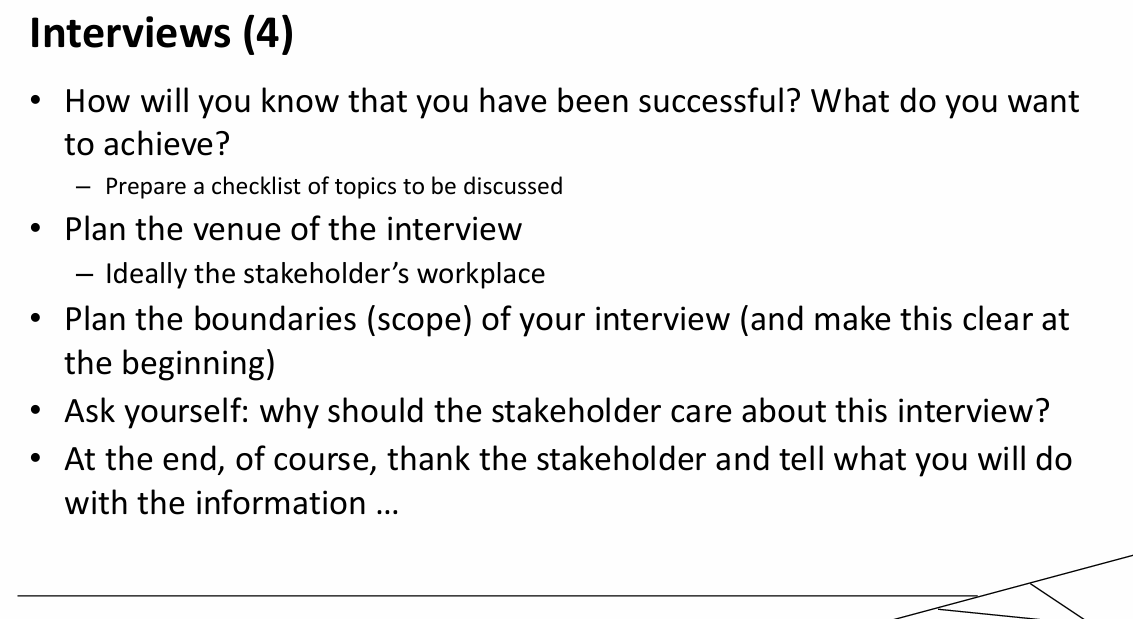 Interviews (4)
• How will you know that you have been successful? What do you want
to achieve?
– Prepare a checklist of topics to be discussed
• Plan the venue of the interview
– Ideally the stakeholder’s workplace
• Plan the boundaries (scope) of your interview (and make this clear at
the beginning)
• Ask yourself: why should the stakeholder care about this interview?
• At the end, of course, thank the stakeholder and tell what you will do
with the information ...